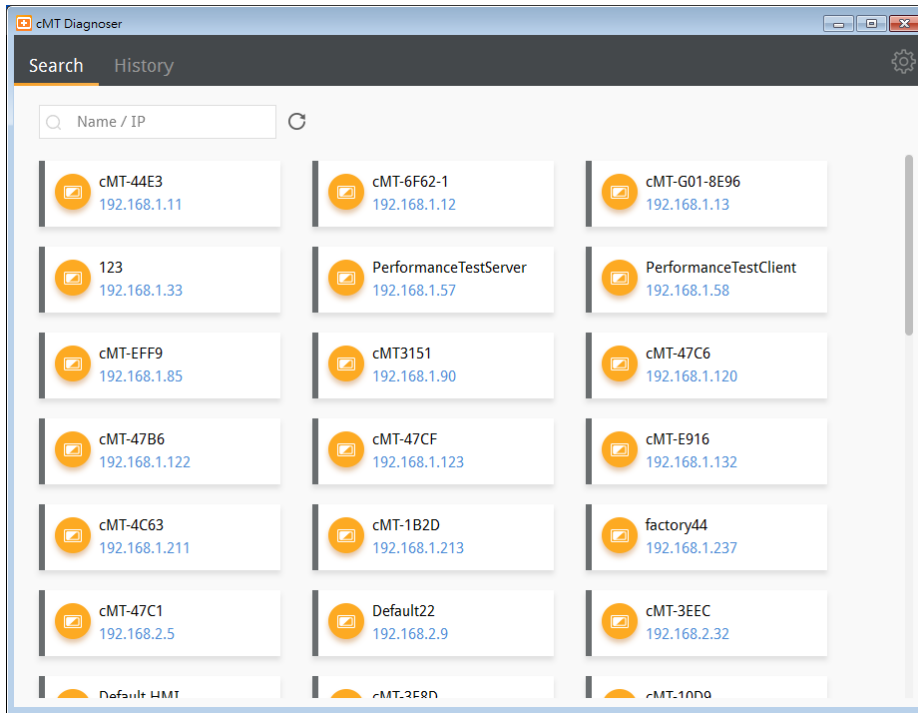 cMT Diagnoser
Search History
Name / IP
cMT-44E3
192.168.1.11
cMT-6F62-1
192.168.1.12
cMT-G01-8E96
192.168.1.13
123
192.168.1.33
PerformanceTestServer
192.168.1.57
PerformanceTestClient
192.168.1.58
cMT-EFF9
192.168.1.85
cMT3151
192.168.1.90
cMT-47C6
192.168.1.120
cMT-47B6
192.168.1.122
cMT-47CF
192.168.1.123
cMT-E916
192.168.1.132
cMT-4C63
192.168.1.211
cMT-1B2D
192.168.1.213
factory44
192.168.1.237
cMT-47C1
192.168.2.5
Default22
192.168.2.9
cMT-3EEC
192.168.2.32
Default HMI
cMT-10D9